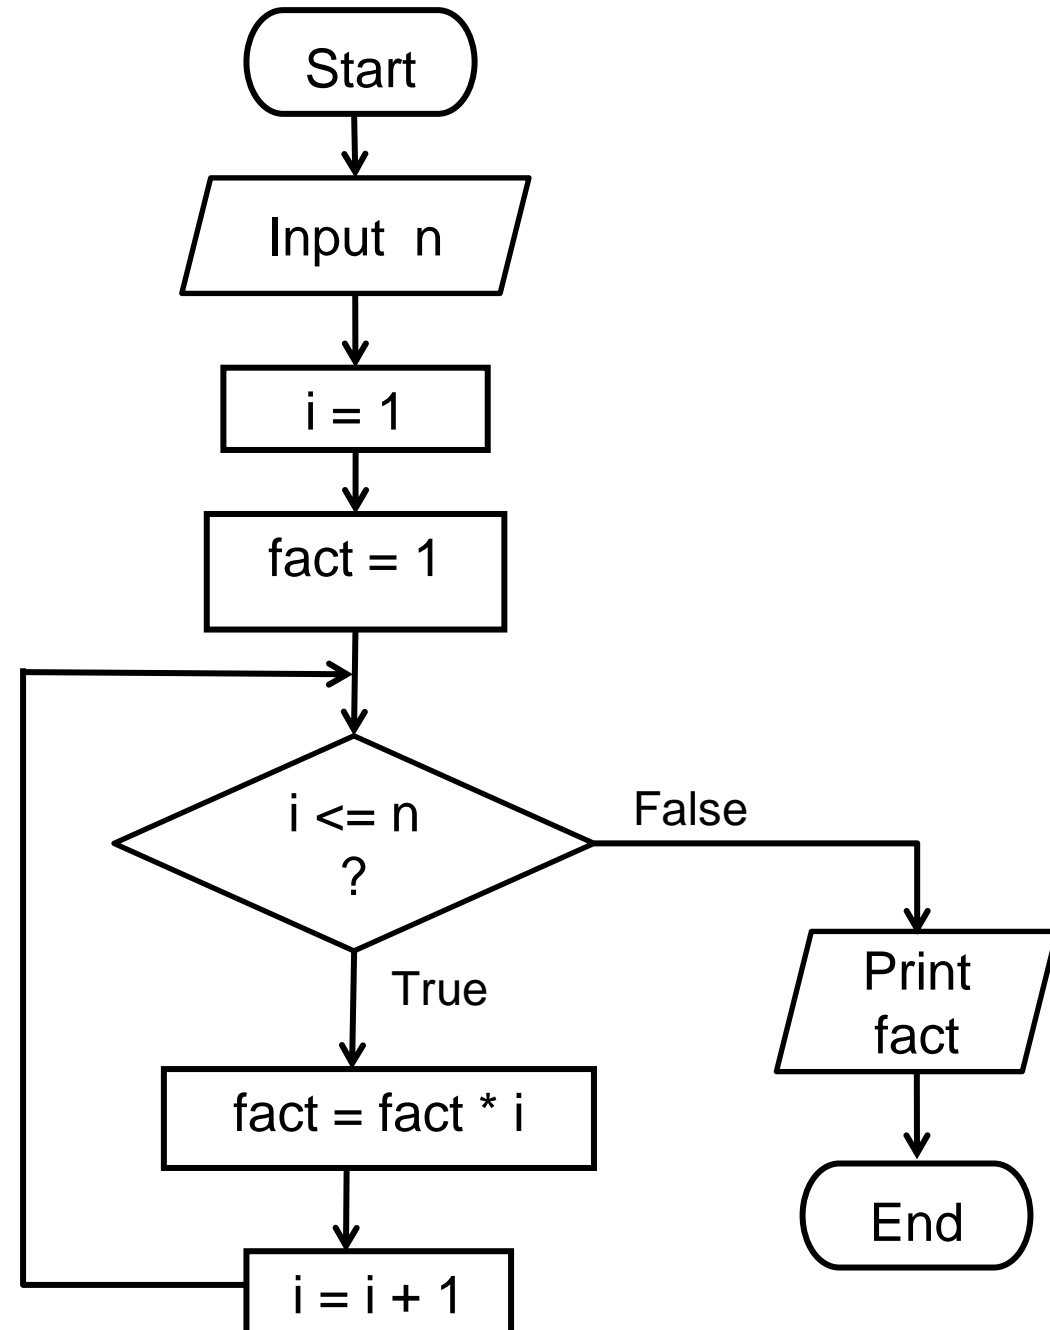 Start
Input n
i = 1
fact = 1
i <= n
?
False
True
Print
fact
fact = fact * i
End
i = i + 1